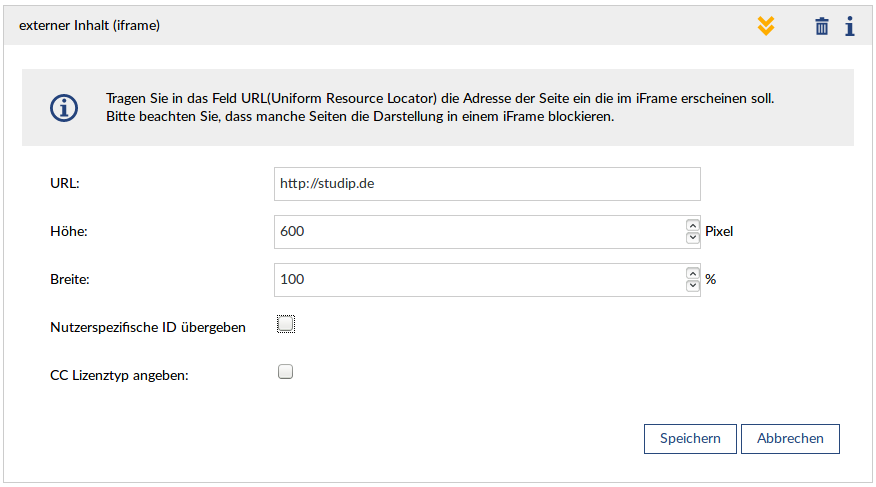 externer Inhalt (iframe)
Tragen Sie in das Feld URL(Uniform Resource Locator) die Adresse der Seite ein die im iFrame erscheinen soll.
Bitte beachten Sie, dass manche Seiten die Darstellung in einem iFrame blockieren.
URL: http://studip.de
Höhe: 600 Pixel
Breite: 100 %
Nutzerspezifische ID übergeben
CC Lizenztyp angeben:
Speichern Abbrechen